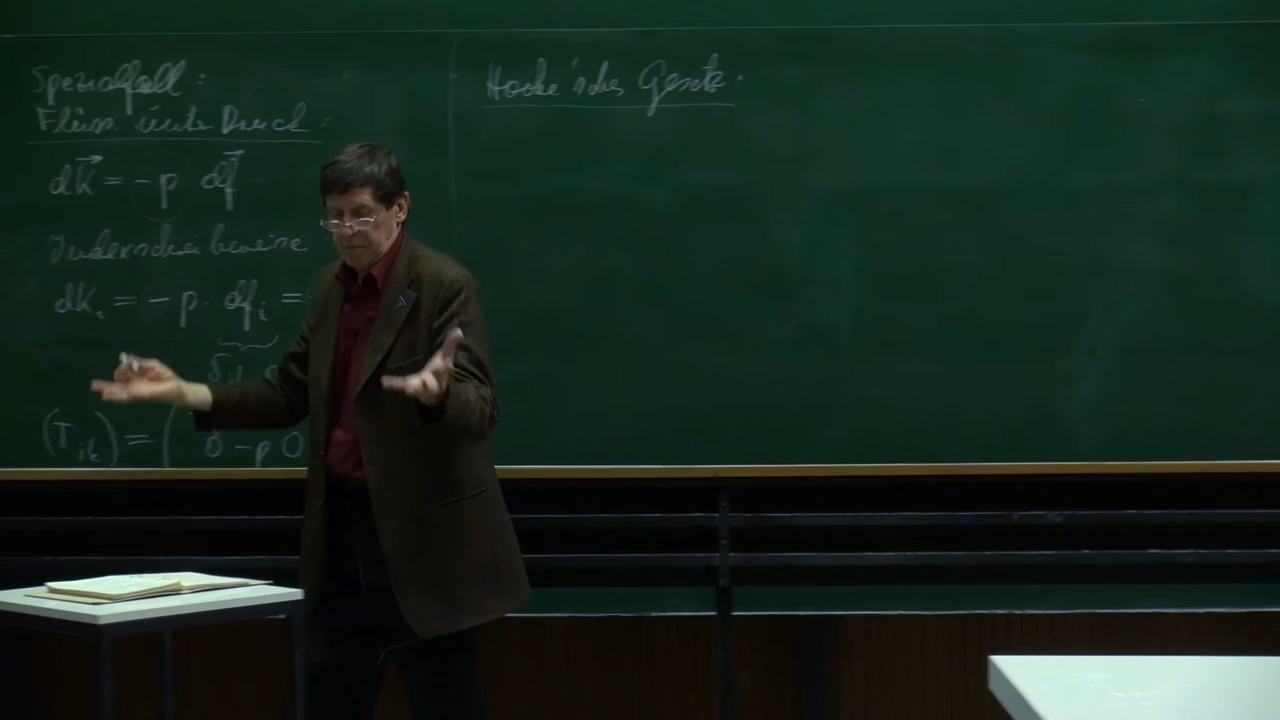 Spezialfall:
Flüss. unter Druck:
dK⃗ = -p · df⃗
Indexschreibweise
dKᵢ = -p · dfᵢ =
(Tᵢₖ) = ( 0 -p 0
Hooke'sches Gesetz: